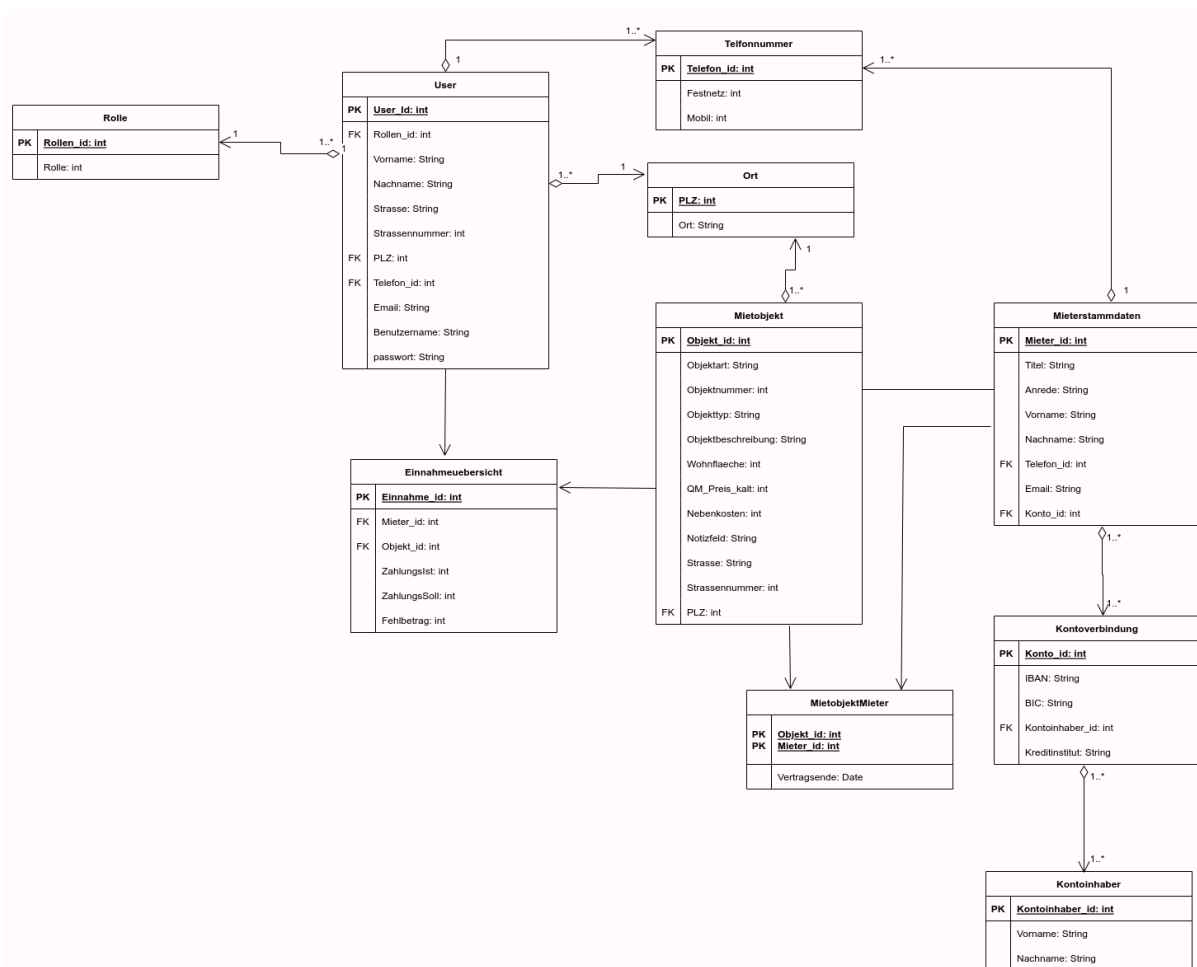 1..*
Telfonnummer
PK Telefon_id: int
Festnetz: int
Mobil: int
1
1..*
User
PK User_Id: int
FK Rollen_id: int
Vorname: String
Nachname: String
Strasse: String
Strassennummer: int
FK PLZ: int
FK Telefon_id: int
Email: String
Benutzername: String
passwort: String
Rolle
PK Rollen_id: int
Rolle: int
1
1..*
1
1..*
1
Ort
PK PLZ: int
Ort: String
1
1..*
Mietobjekt
PK Objekt_id: int
Objektart: String
Objektnummer: int
Objekttyp: String
Objektbeschreibung: String
Wohnflaeche: int
QM_Preis_kalt: int
Nebenkosten: int
Notizfeld: String
Strasse: String
Strassennummer: int
FK PLZ: int
1
Mieterstammdaten
PK Mieter_id: int
Titel: String
Anrede: String
Vorname: String
Nachname: String
FK Telefon_id: int
Email: String
FK Konto_id: int
Einnahmeuebersicht
PK Einnahme_id: int
FK Mieter_id: int
FK Objekt_id: int
ZahlungsIst: int
ZahlungsSoll: int
Fehlbetrag: int
1..*
1..*
Kontoverbindung
PK Konto_id: int
IBAN: String
BIC: String
FK Kontoinhaber_id: int
Kreditinstitut: String
MietobjektMieter
PK Objekt_id: int
PK Mieter_id: int
Vertragsende: Date
1..*
1..*
Kontoinhaber
PK Kontoinhaber_id: int
Vorname: String
Nachname: String